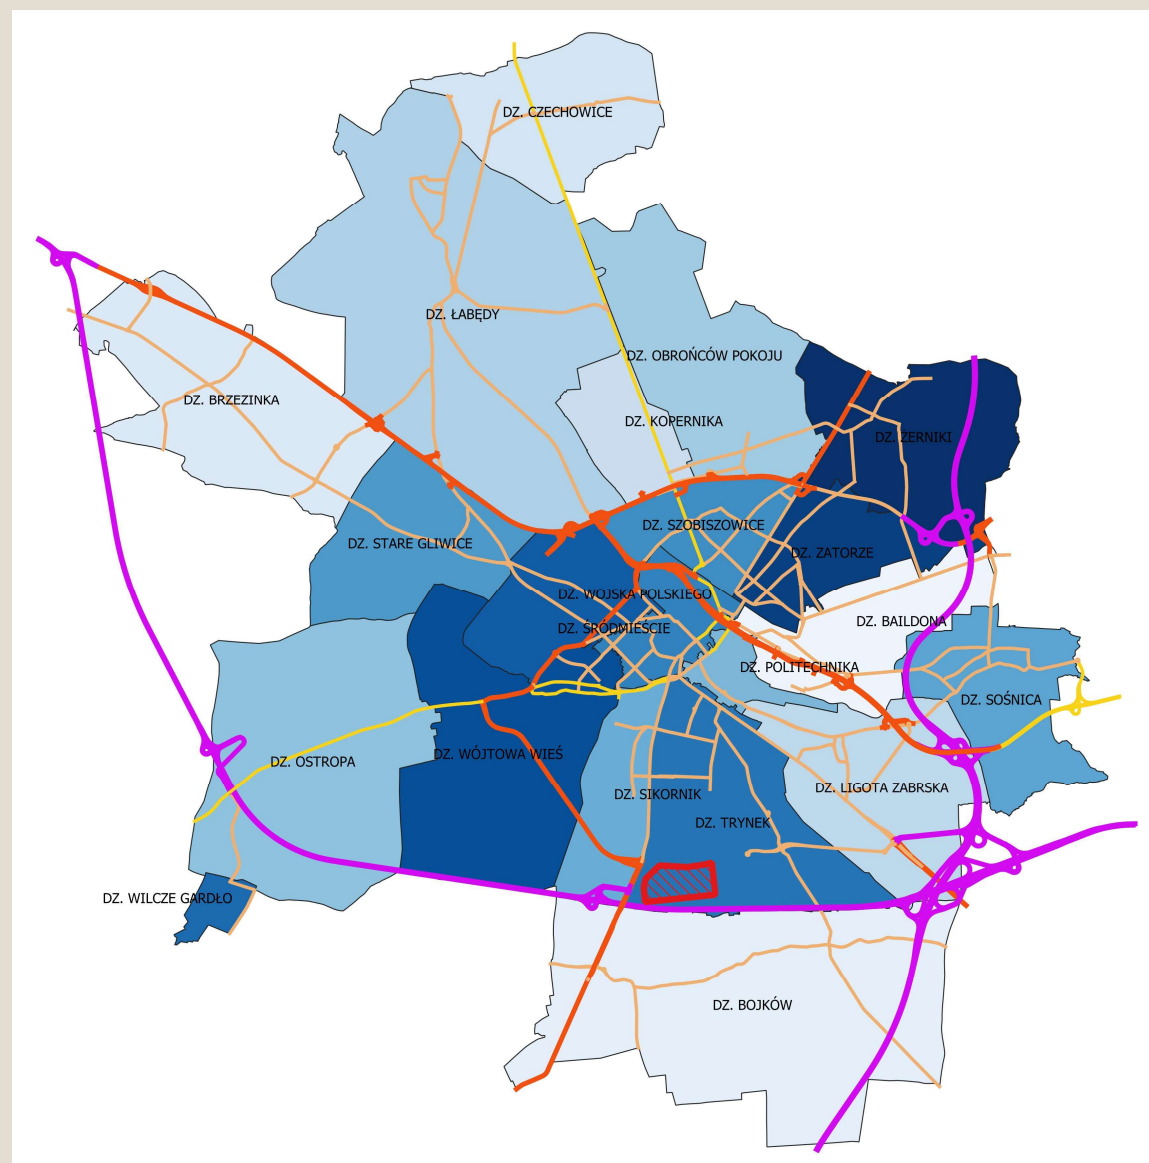 DZ. CZECHOWICE
DZ. ŁABĘDY
DZ. OBROŃCÓW POKOJU
DZ. BRZEZINKA
DZ. KOPERNIKA
DZ. ŻERNIKI
DZ. SZOBISZOWICE
DZ. STARE GLIWICE
DZ. ZATORZE
DZ. WOJSKA POLSKIEGO
DZ. BAILDONA
DZ. ŚRÓDMIEŚCIE
DZ. POLITECHNIKA
DZ. SOŚNICA
DZ. WÓJTOWA WIEŚ
DZ. OSTROPA
DZ. LIGOTA ZABRSKA
DZ. SIKORNIK
DZ. TRYNEK
DZ. WILCZE GARDŁO
DZ. BOJKÓW